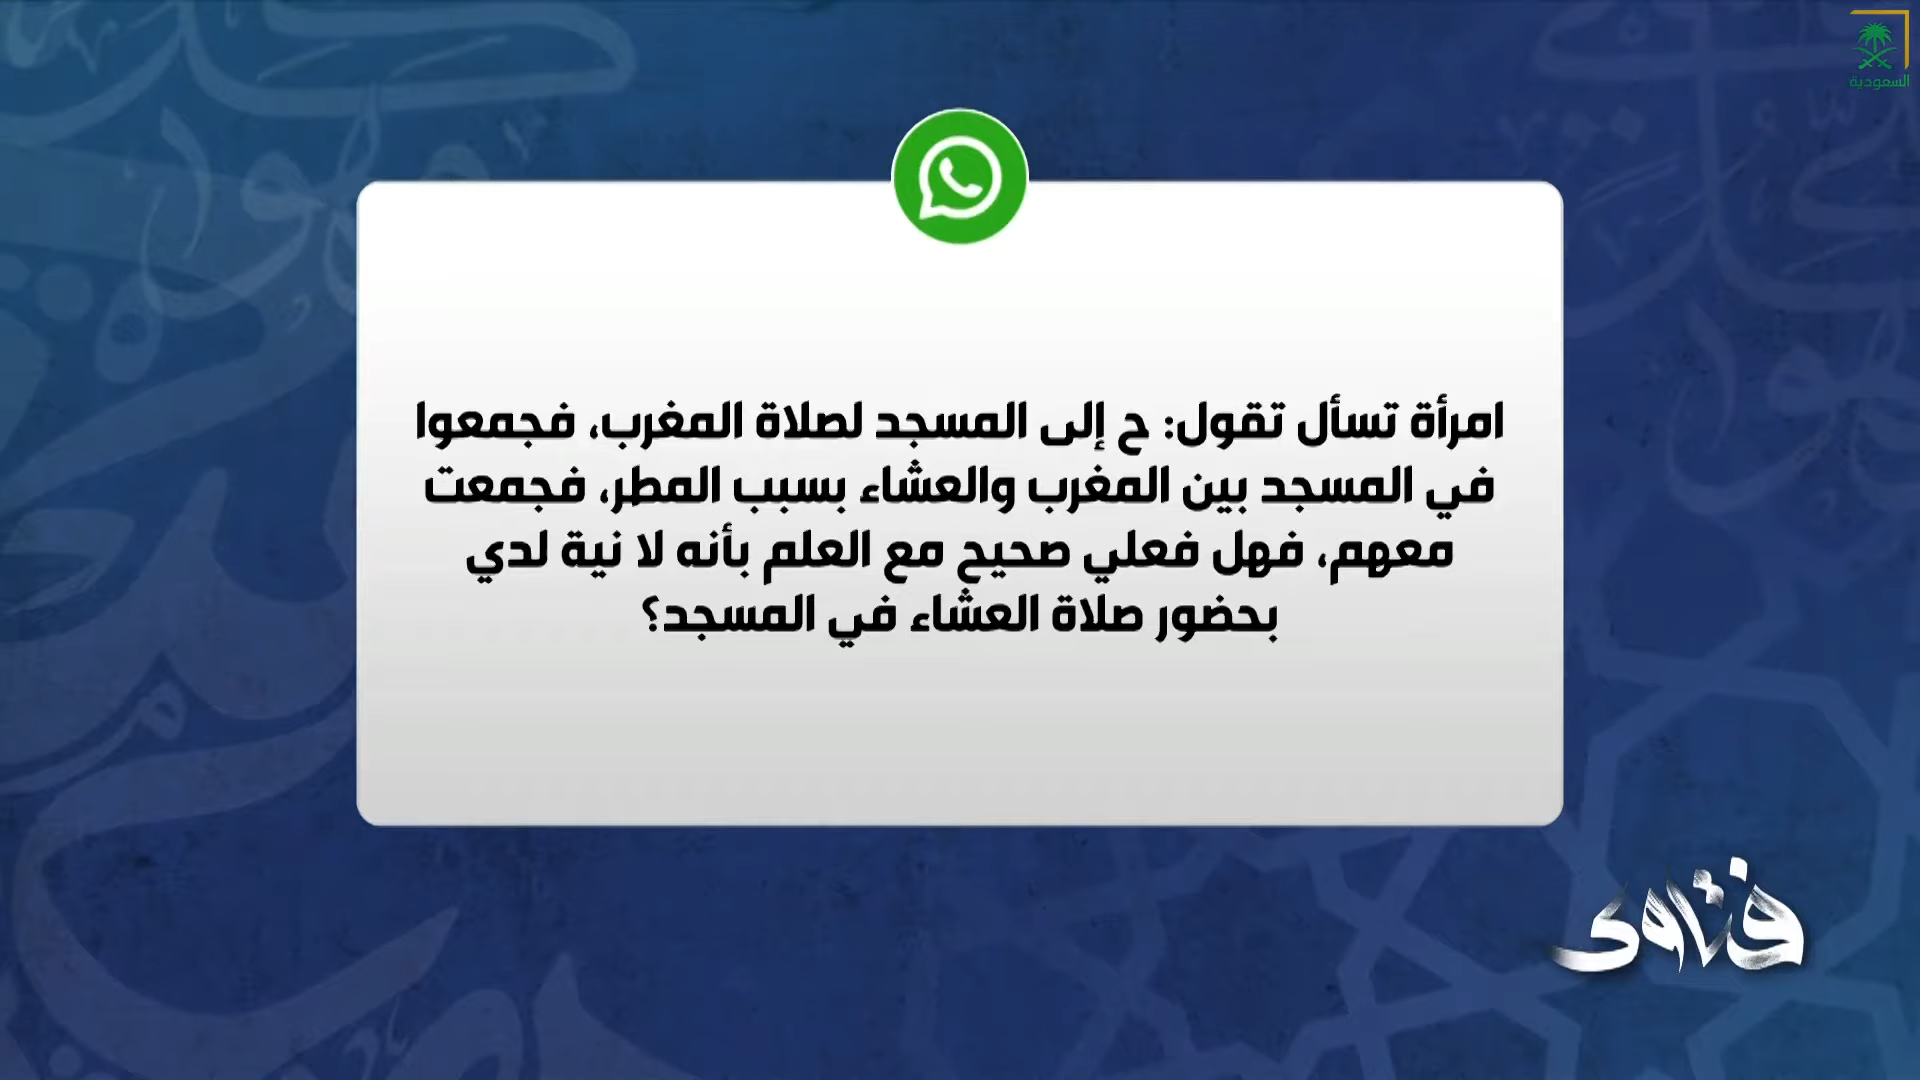 السعودية
امرأة تسأل تقول: ح إلى المسجد لصلاة المغرب، فجمعوا
في المسجد بين المغرب والعشاء بسبب المطر، فجمعت
معهم، فهل فعلي صحيح مع العلم بأنه لا نية لدي
بحضور صلاة العشاء في المسجد؟
فتاوى